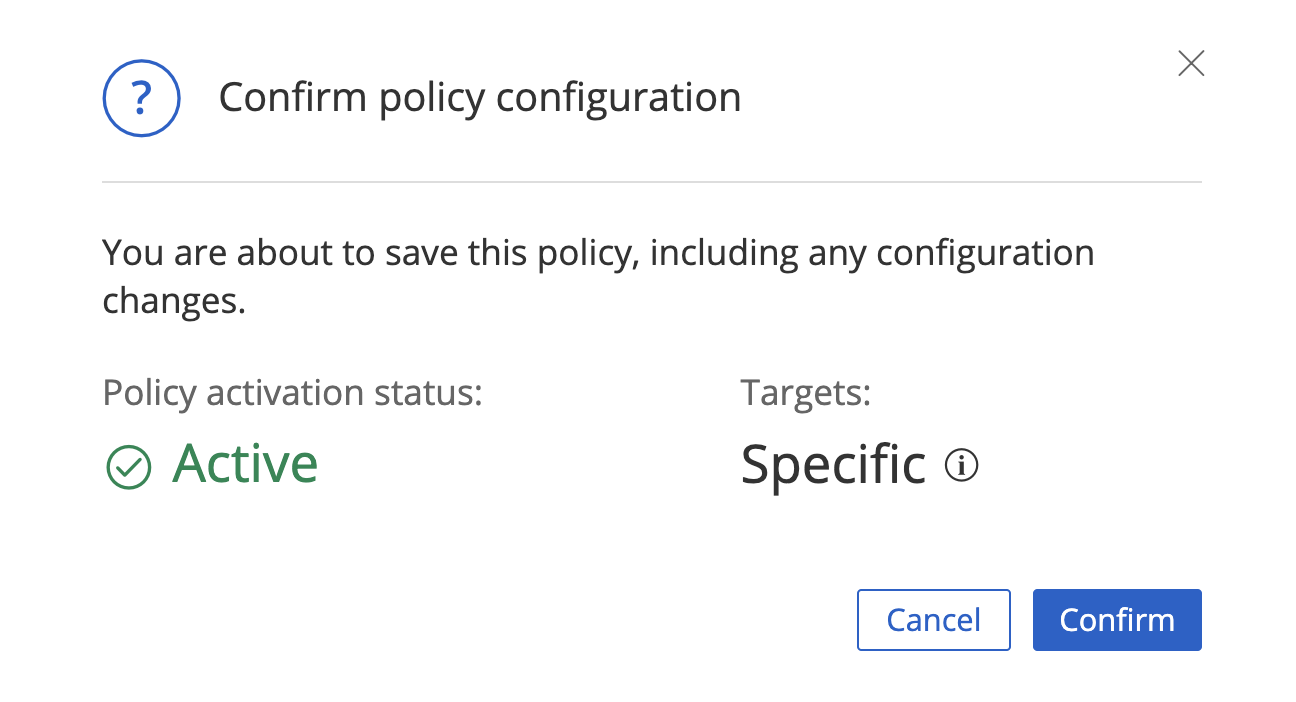 ? Confirm policy configuration
You are about to save this policy, including any configuration
changes.
Policy activation status:
Targets:
Active
Specific i
Cancel
Confirm